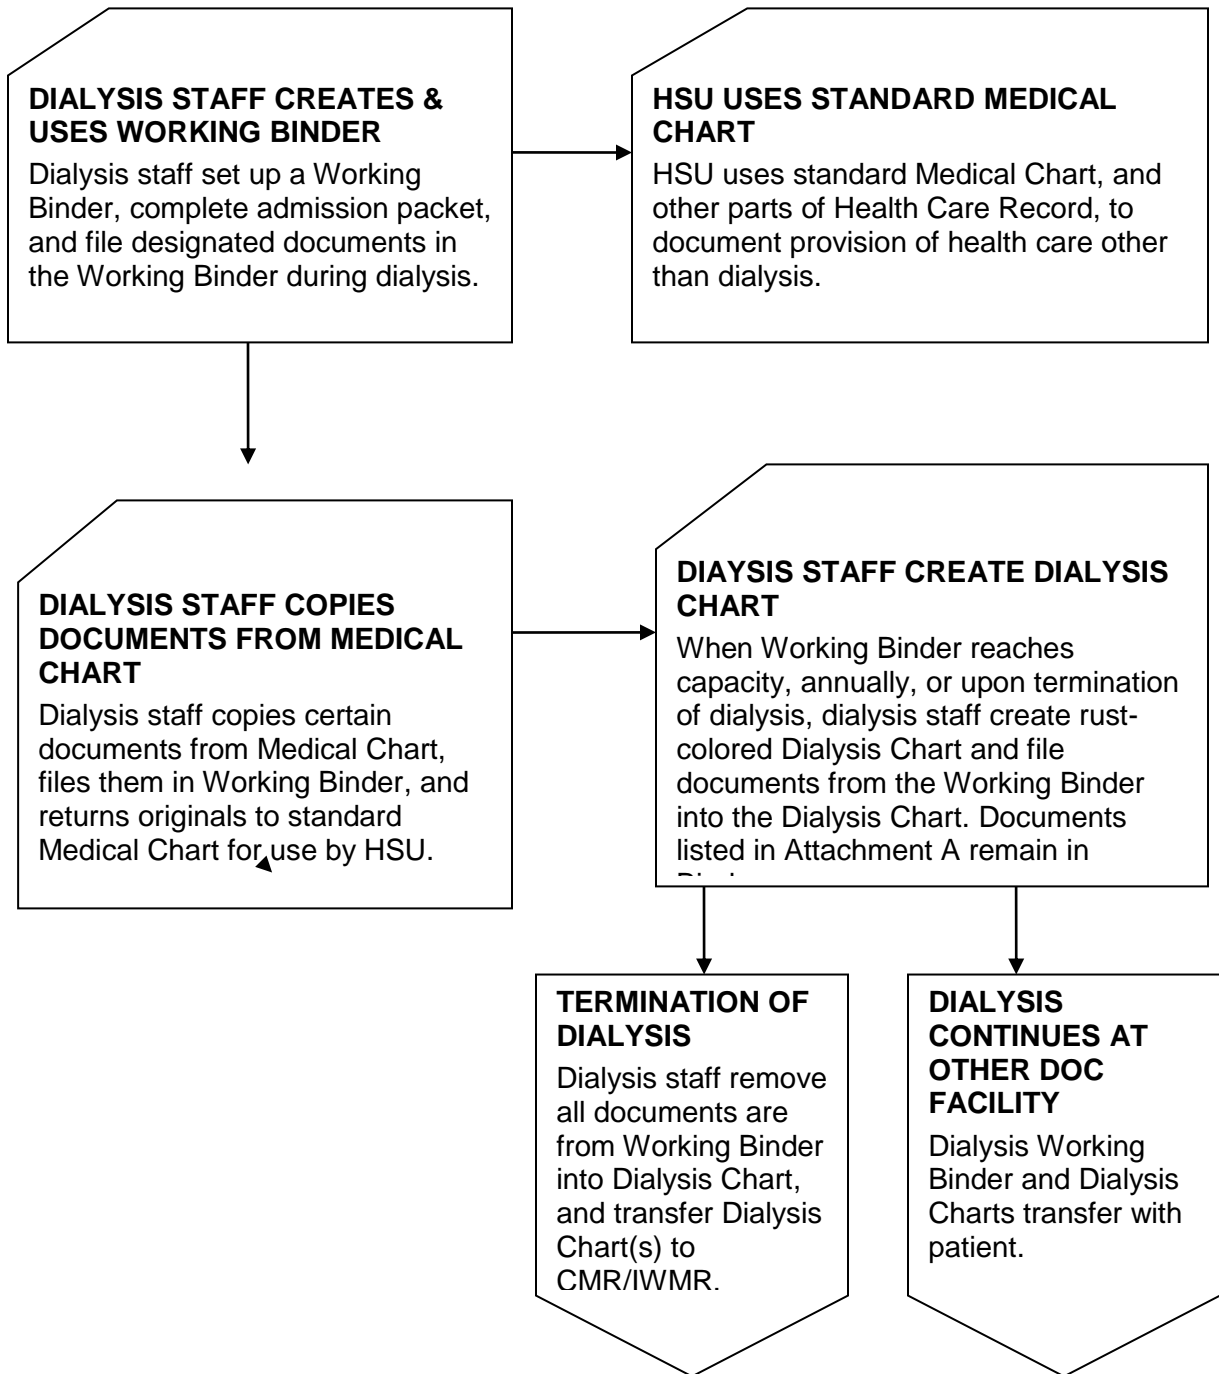 DIALYSIS STAFF CREATES &
USES WORKING BINDER
Dialysis staff set up a Working
Binder, complete admission packet,
and file designated documents in
the Working Binder during dialysis.
HSU USES STANDARD MEDICAL
CHART
HSU uses standard Medical Chart, and
other parts of Health Care Record, to
document provision of health care other
than dialysis.
DIALYSIS STAFF COPIES
DOCUMENTS FROM MEDICAL
CHART
Dialysis staff copies certain
documents from Medical Chart,
files them in Working Binder, and
returns originals to standard
Medical Chart for use by HSU.
DIAYSIS STAFF CREATE DIALYSIS
CHART
When Working Binder reaches
capacity, annually, or upon termination
of dialysis, dialysis staff create rust-
colored Dialysis Chart and file
documents from the Working Binder
into the Dialysis Chart. Documents
listed in Attachment A remain in
TERMINATION OF
DIALYSIS
Dialysis staff remove
all documents are
from Working Binder
into Dialysis Chart,
and transfer Dialysis
Chart(s) to
CMR/IWMR.
DIALYSIS
CONTINUES AT
OTHER DOC
FACILITY
Dialysis Working
Binder and Dialysis
Charts transfer with
patient.